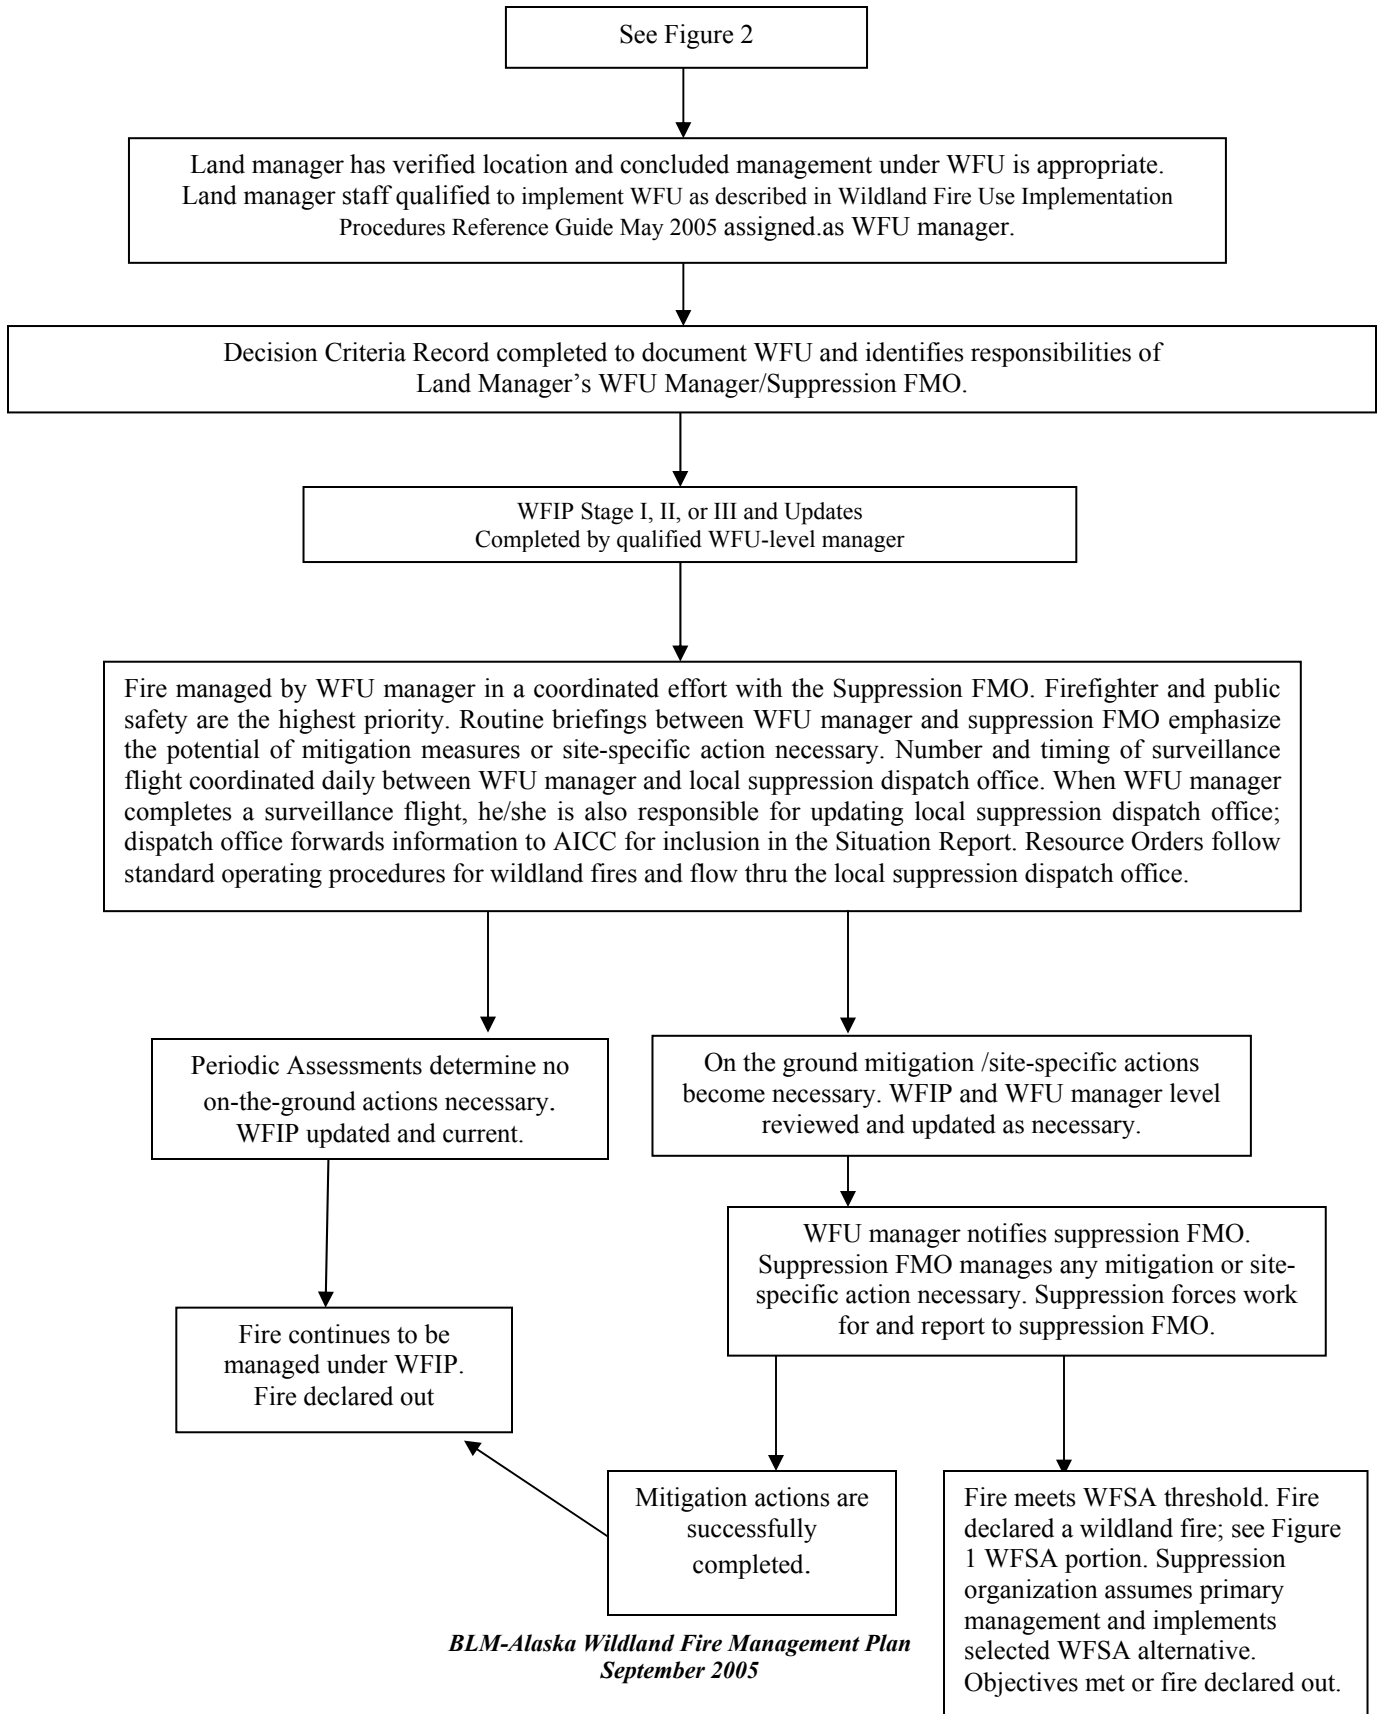 See Figure 2
Land manager has verified location and concluded management under WFU is appropriate.
Land manager staff qualified to implement WFU as described in Wildland Fire Use Implementation
Procedures Reference Guide May 2005 assigned.as WFU manager.
Decision Criteria Record completed to document WFU and identifies responsibilities of
Land Manager’s WFU Manager/Suppression FMO.
WFIP Stage I, II, or III and Updates
Completed by qualified WFU-level manager
Fire managed by WFU manager in a coordinated effort with the Suppression FMO. Firefighter and public
safety are the highest priority. Routine briefings between WFU manager and suppression FMO emphasize
the potential of mitigation measures or site-specific action necessary. Number and timing of surveillance
flight coordinated daily between WFU manager and local suppression dispatch office. When WFU manager
completes a surveillance flight, he/she is also responsible for updating local suppression dispatch office;
dispatch office forwards information to AICC for inclusion in the Situation Report. Resource Orders follow
standard operating procedures for wildland fires and flow thru the local suppression dispatch office.
Periodic Assessments determine no
on-the-ground actions necessary.
WFIP updated and current.
On the ground mitigation /site-specific actions
become necessary. WFIP and WFU manager level
reviewed and updated as necessary.
WFU manager notifies suppression FMO.
Suppression FMO manages any mitigation or site-
specific action necessary. Suppression forces work
for and report to suppression FMO.
Fire continues to be
managed under WFIP.
Fire declared out
Mitigation actions are
successfully
completed.
Fire meets WFSA threshold. Fire
declared a wildland fire; see Figure
1 WFSA portion. Suppression
organization assumes primary
management and implements
selected WFSA alternative.
Objectives met or fire declared out.
BLM-Alaska Wildland Fire Management Plan
September 2005